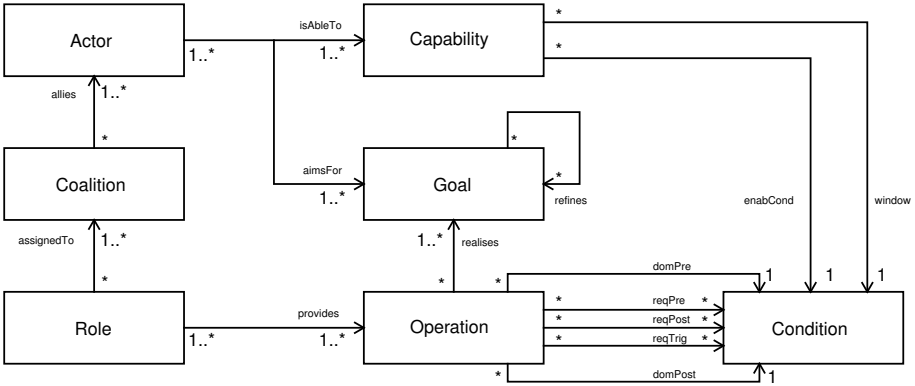 Actor
1..*
isAbleTo
1..*
Capability
*
*
allies
1..*
*
Coalition
aimsFor
1..*
Goal
*
*
refines
enabCond
window
assignedTo
1..*
*
1..*
realises
*
*
domPre
1
1
1
Role
1..*
provides
1..*
Operation
*
reqPre
*
*
reqPost
*
*
reqTrig
*
Condition
*
domPost
1